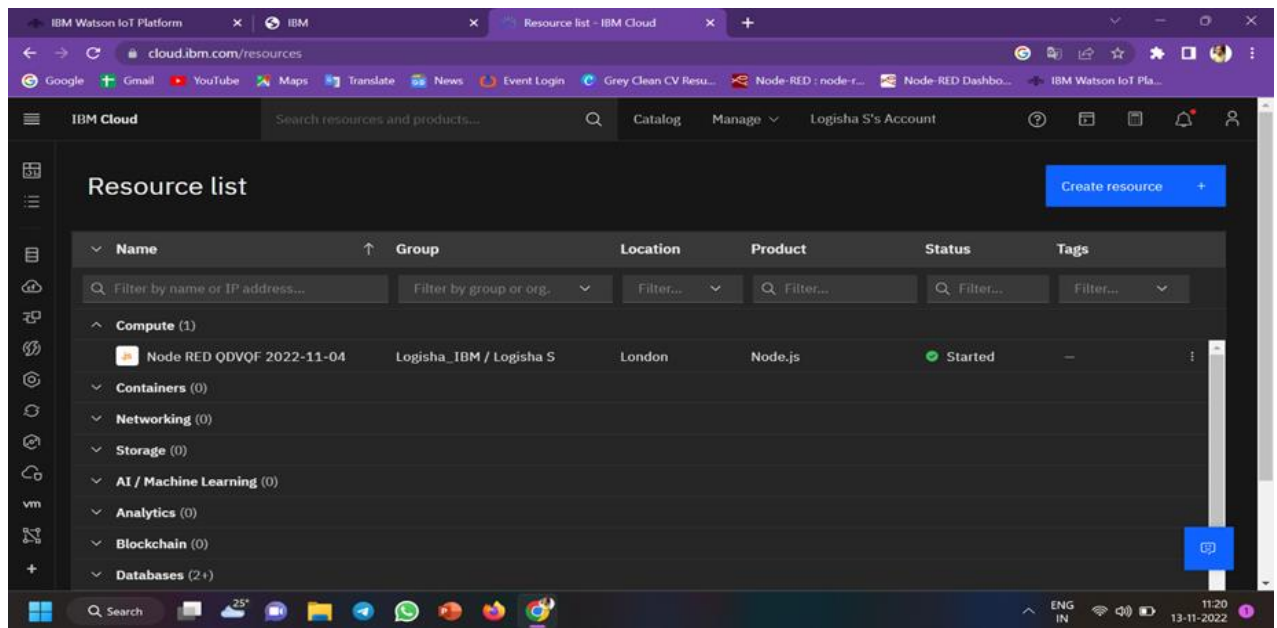 IBM Watson IoT Platform
IBM
Resource list - IBM Cloud
cloud.ibm.com/resources
Google Gmail YouTube Maps Translate News Event Login Grey Clean CV Resu... Node-RED : node-r... Node-RED Dashbo... IBM Watson IoT Pla...
IBM Cloud Search resources and products... Catalog Manage Logisha S's Account
Resource list
Create resource +
Name Group Location Product Status Tags
Filter by name or IP address... Filter by group or org. Filter... Filter... Filter... Filter...
Compute (1)
Node RED QDVQF 2022-11-04 Logisha_IBM / Logisha S London Node.js Started –
Containers (0)
Networking (0)
Storage (0)
AI / Machine Learning (0)
Analytics (0)
vm
Blockchain (0)
Databases (2+)
Search 25° ENG 11:20
IN 13-11-2022 1